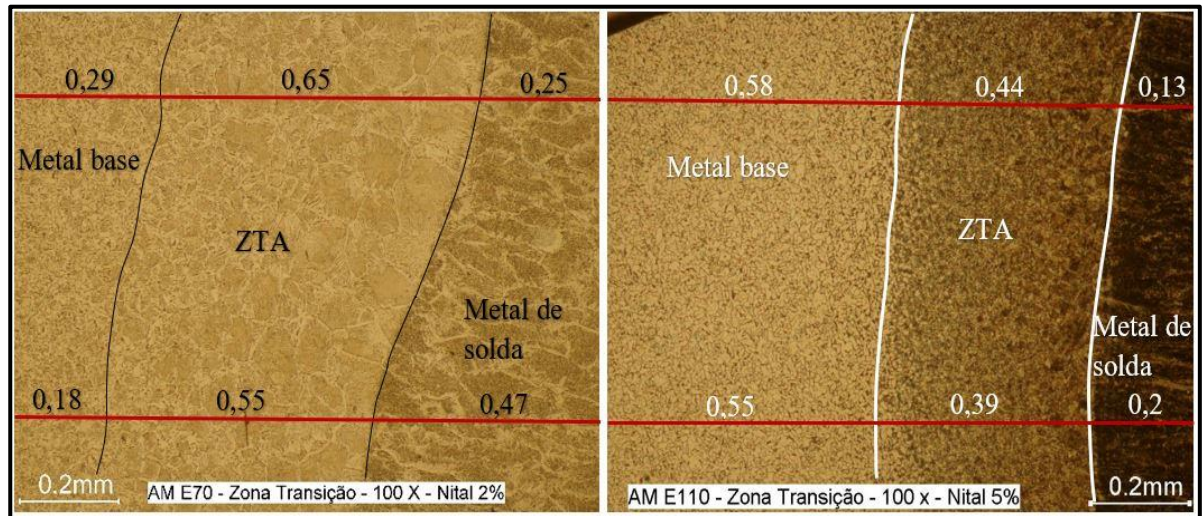 0,29 0,65 0,25
Metal base
ZTA
Metal de
solda
0,18 0,55 0,47
0.2mm
AM E70 - Zona Transição - 100 X - Nital 2%
0,58 0,44 0,13
Metal base
ZTA
Metal de
solda
0,55 0,39 0,2
AM E110 - Zona Transição - 100 x - Nital 5%
0.2mm